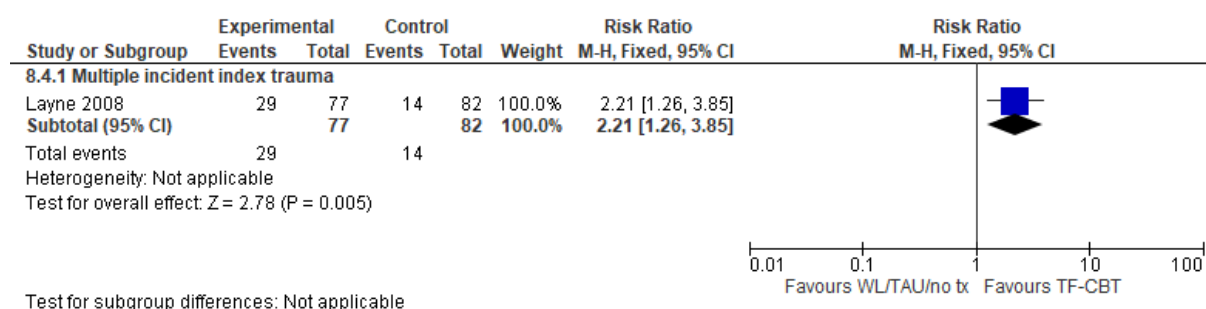 Experimental Control Risk Ratio Risk Ratio
Study or Subgroup Events Total Events Total Weight M-H, Fixed, 95% CI M-H, Fixed, 95% CI
8.4.1 Multiple incident index trauma
Layne 2008 29 77 14 82 100.0% 2.21 [1.26, 3.85]
Subtotal (95% CI) 77 82 100.0% 2.21 [1.26, 3.85]
Total events 29 14
Heterogeneity: Not applicable
Test for overall effect: Z = 2.78 (P = 0.005)
0.01 0.1 1 10 100
Favours WL/TAU/no tx Favours TF-CBT
Test for subgroup differences: Not applicable